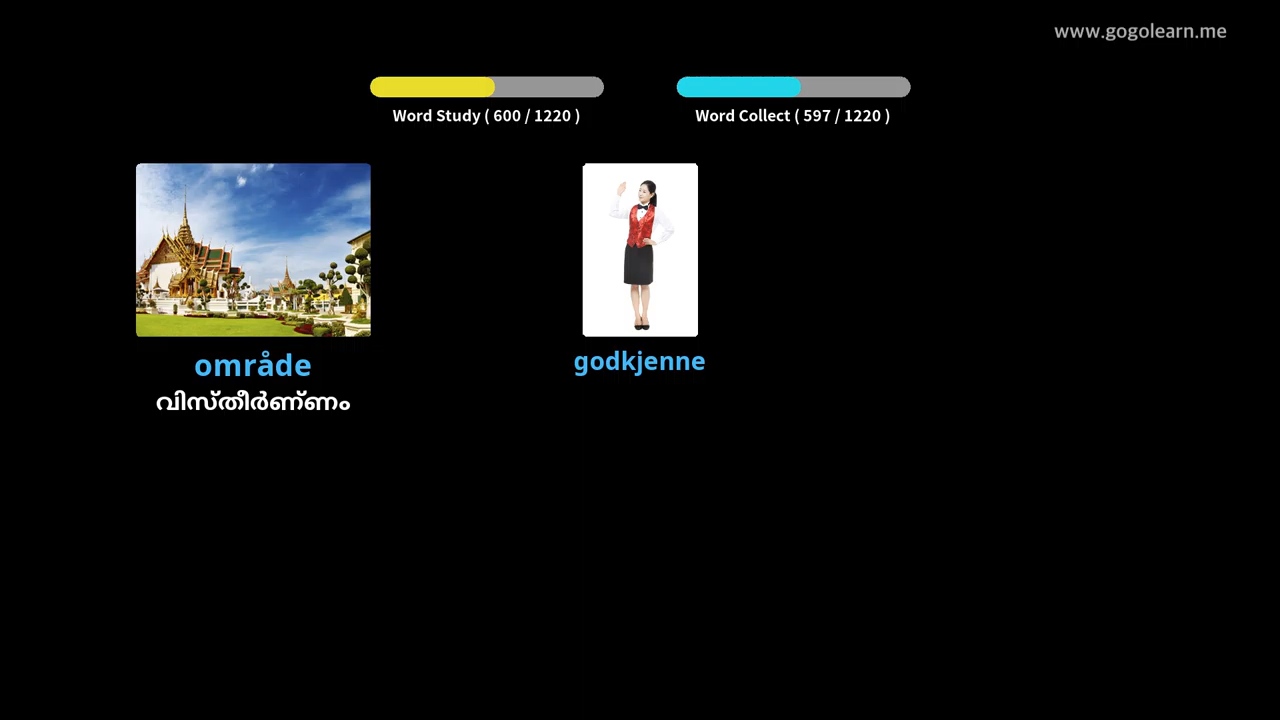 www.gogolearn.me
Word Study ( 600 / 1220 )
Word Collect ( 597 / 1220 )
område
വിസ്തീർണ്ണം
godkjenne